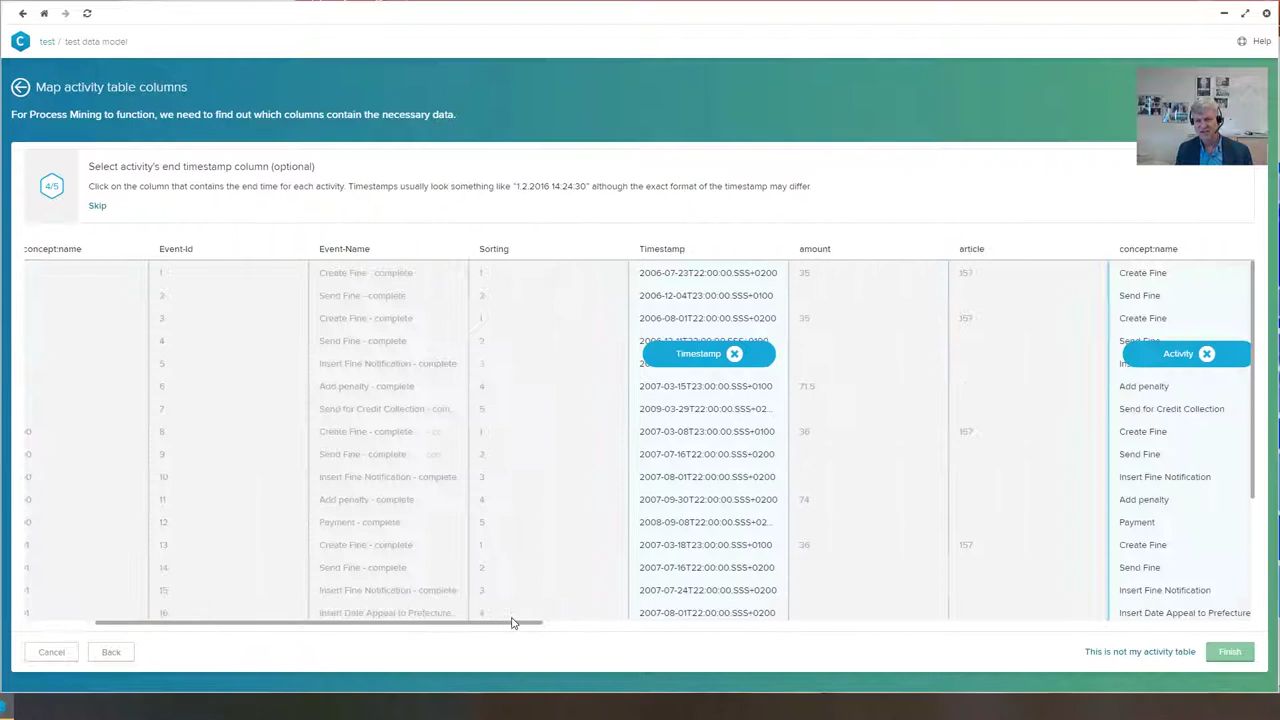 C test / test data model Help
Map activity table columns
For Process Mining to function, we need to find out which columns contain the necessary data.
4/5
Select activity's end timestamp column (optional)
Click on the column that contains the end time for each activity. Timestamps usually look something like "1.2.2016 14:24:30" although the exact format of the timestamp may differ.
Skip
concept:name Event-Id Event-Name Sorting Timestamp amount article concept:name
1 Create Fine - complete 1 2006-07-23T22:00:00.SSS+0200 35 157 Create Fine
2 Send Fine - complete 2 2006-12-04T23:00:00.SSS+0100 Send Fine
3 Create Fine - complete 1 2006-08-01T22:00:00.SSS+0200 35 157 Create Fine
4 Send Fine - complete 2
Timestamp Activity
5 Insert Fine Notification - complete 3
6 Add penalty - complete 4 2007-03-15T23:00:00.SSS+0100 71.5 Add penalty
7 Send for Credit Collection - com... 5 2009-03-29T22:00:00.SSS+02... Send for Credit Collection
00 8 Create Fine - complete 1 2007-03-08T23:00:00.SSS+0100 36 157 Create Fine
9 Send Fine - complete 2 2007-07-16T22:00:00.SSS+0200 Send Fine
00 10 Insert Fine Notification - complete 3 2007-08-01T22:00:00.SSS+0200 Insert Fine Notification
00 11 Add penalty - complete 4 2007-09-30T22:00:00.SSS+0200 74 Add penalty
00 12 Payment - complete 5 2008-09-08T22:00:00.SSS+02... Payment
01 13 Create Fine - complete 1 2007-03-18T23:00:00.SSS+0100 36 157 Create Fine
01 14 Send Fine - complete 2 2007-07-16T22:00:00.SSS+0200 Send Fine
01 15 Insert Fine Notification - complete 3 2007-07-24T22:00:00.SSS+0200 Insert Fine Notification
01 16 Insert Date Appeal to Prefecture... 4 2007-08-01T22:00:00.SSS+0200 Insert Date Appeal to Prefecture
Cancel Back This is not my activity table Finish